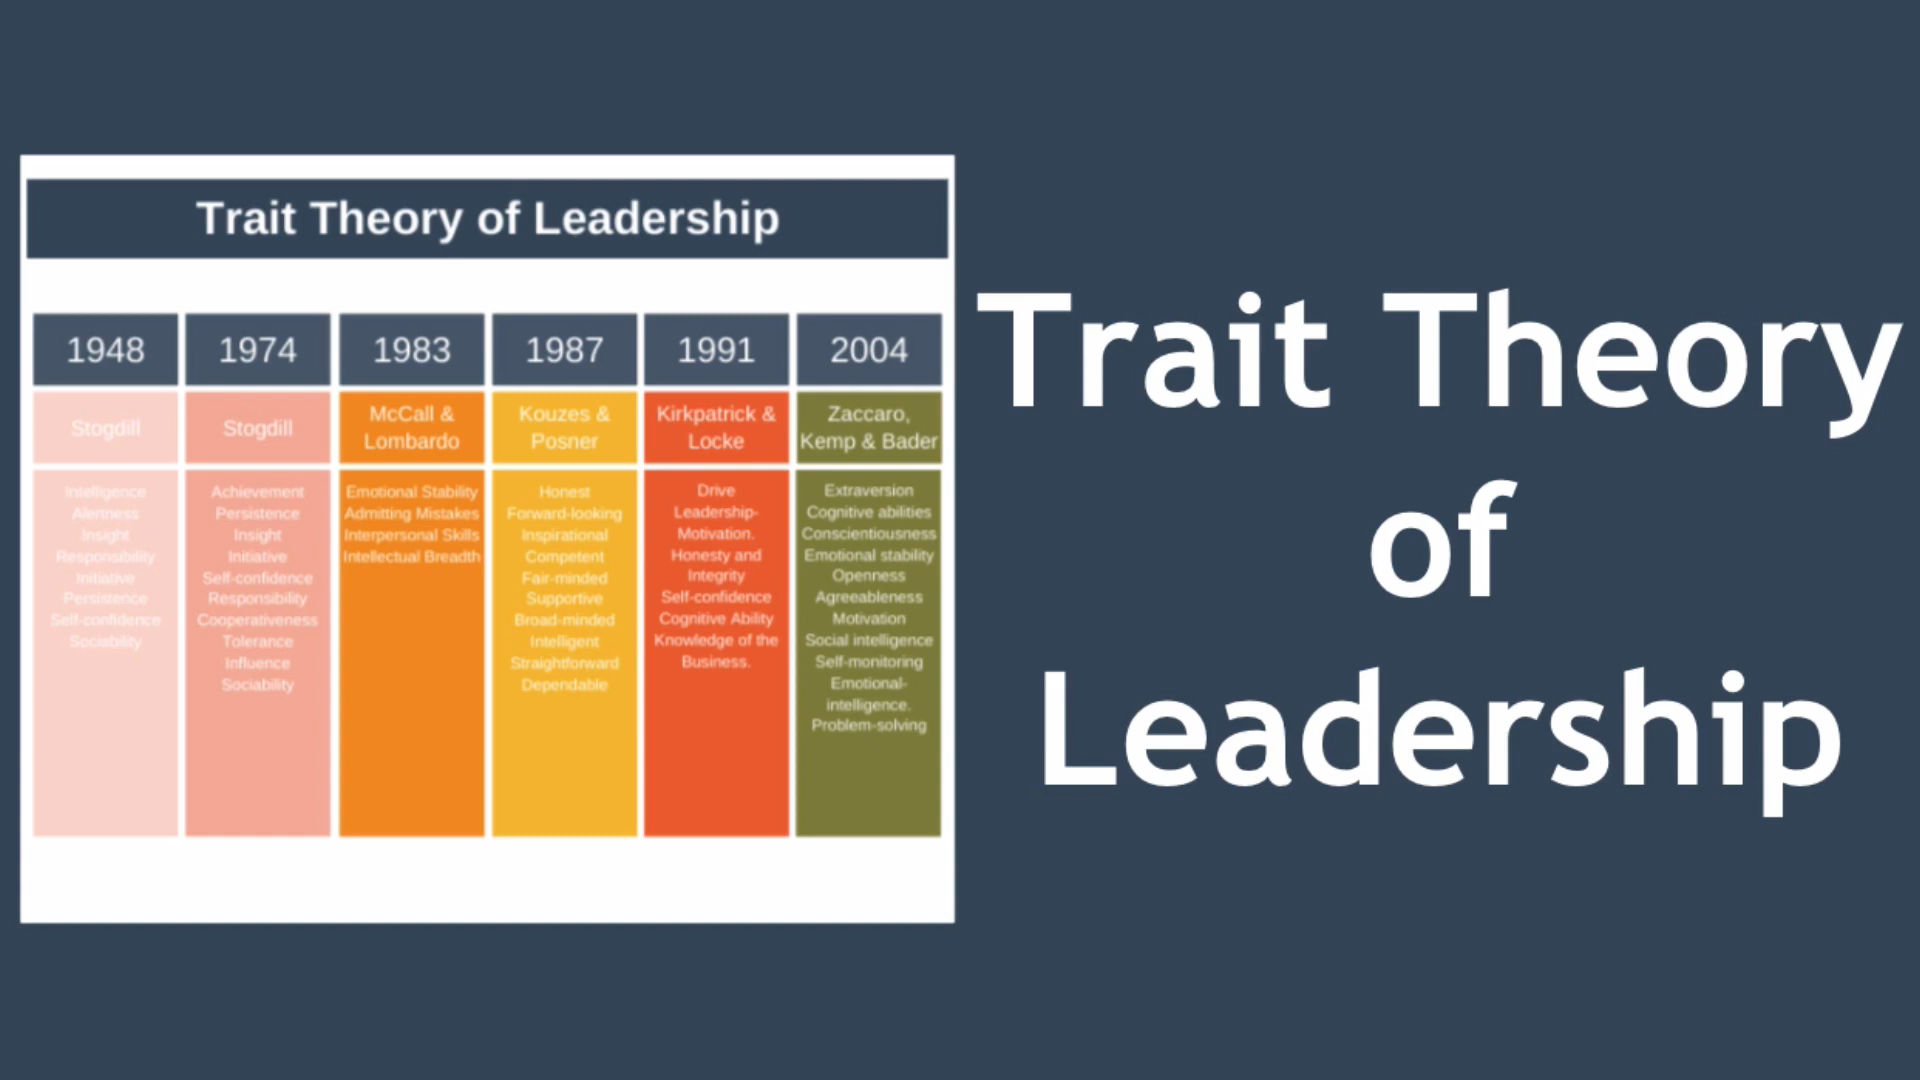 Trait Theory of Leadership
1948
1974
1983
1987
1991
2004
Stogdill
Stogdill
McCall &
Lombardo
Kouzes &
Posner
Kirkpatrick &
Locke
Zaccaro,
Kemp & Bader
Intelligence
Alertness
Insight
Responsibility
Initiative
Persistence
Self-confidence
Sociability
Achievement
Persistence
Insight
Initiative
Self-confidence
Responsibility
Cooperativeness
Tolerance
Influence
Sociability
Emotional Stability
Admitting Mistakes
Interpersonal Skills
Intellectual Breadth
Honest
Forward-looking
Inspirational
Competent
Fair-minded
Supportive
Broad-minded
Intelligent
Straightforward
Dependable
Drive
Leadership-
Motivation.
Honesty and
Integrity
Self-confidence
Cognitive Ability
Knowledge of the
Business.
Extraversion
Cognitive abilities
Conscientiousness
Emotional stability
Openness
Agreeableness
Motivation
Social intelligence
Self-monitoring
Emotional-
intelligence.
Problem-solving
Trait Theory
of
Leadership